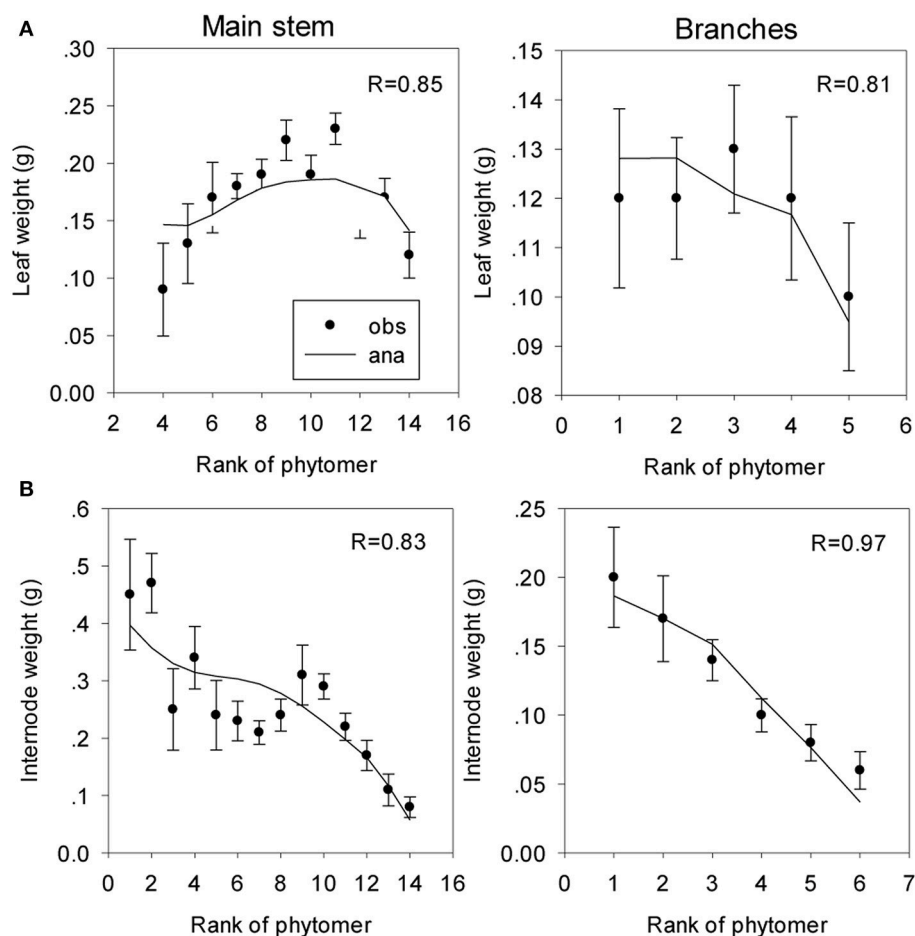 A
Main stem
Branches
.30
.25
.20
.15
.10
.05
0.00
Leaf weight (g)
R=0.85
obs
ana
2 4 6 8 10 12 14 16
Rank of phytomer
.15
.14
.13
.12
.11
.10
.09
.08
Leaf weight (g)
R=0.81
0 1 2 3 4 5 6
Rank of phytomer
B
.6
.5
.4
.3
.2
.1
0.0
Internode weight (g)
R=0.83
0 2 4 6 8 10 12 14 16
Rank of phytomer
.25
.20
.15
.10
.05
0.00
Internode weight (g)
R=0.97
0 1 2 3 4 5 6 7
Rank of phytomer